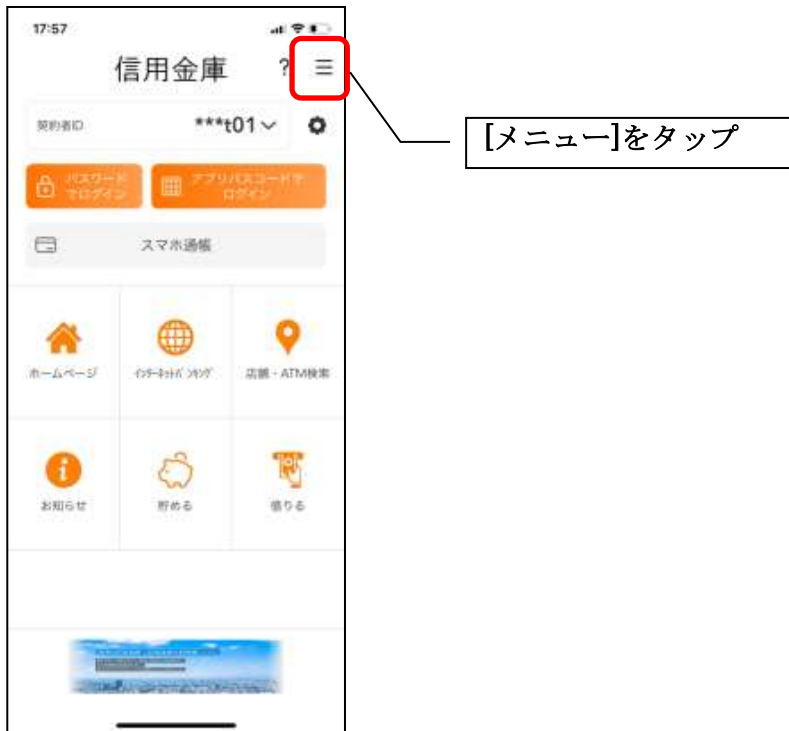 17:57
信用金庫 ? ☰
契約者ID ***t01
[メニュー]をタップ
パスワード
でログイン
アプリパスコードで
ログイン
スマホ通帳
ホームページ
インターネットバンキング
店舗・ATM検索
お知らせ
貯める
借りる